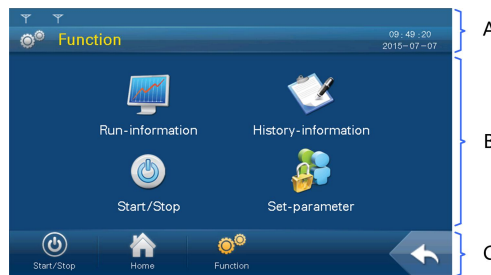 Function
09:49:20
2015-07-07
A
Run-information
History-information
B
Start/Stop
Set-parameter
Start/Stop
Home
Function
C